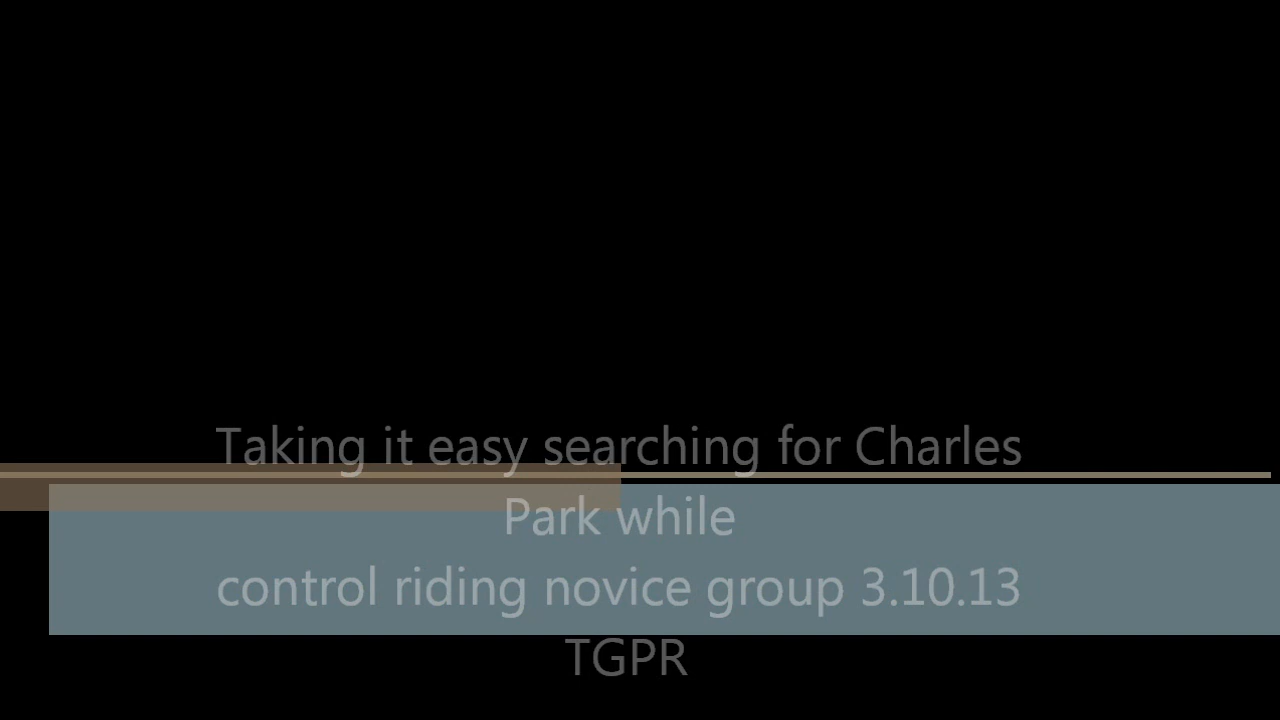 Taking it easy searching for Charles
Park while
control riding novice group 3.10.13
TGPR